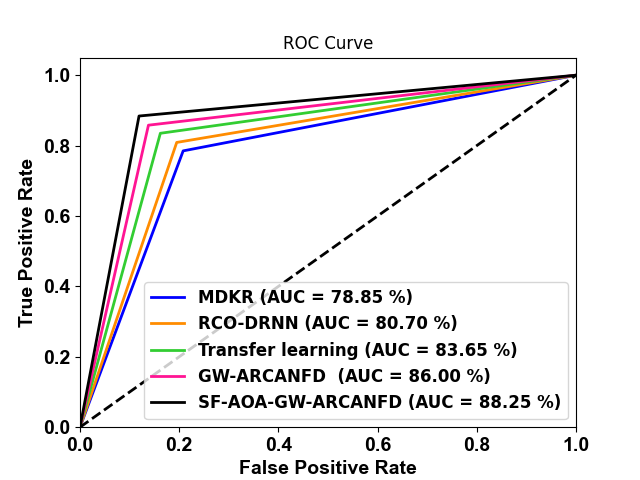 ROC Curve
1.0
0.8
0.6
0.4
0.2
0.0
True Positive Rate
MDKR (AUC = 78.85 %)
RCO-DRNN (AUC = 80.70 %)
Transfer learning (AUC = 83.65 %)
GW-ARCANFD  (AUC = 86.00 %)
SF-AOA-GW-ARCANFD (AUC = 88.25 %)
0.0 0.2 0.4 0.6 0.8 1.0
False Positive Rate